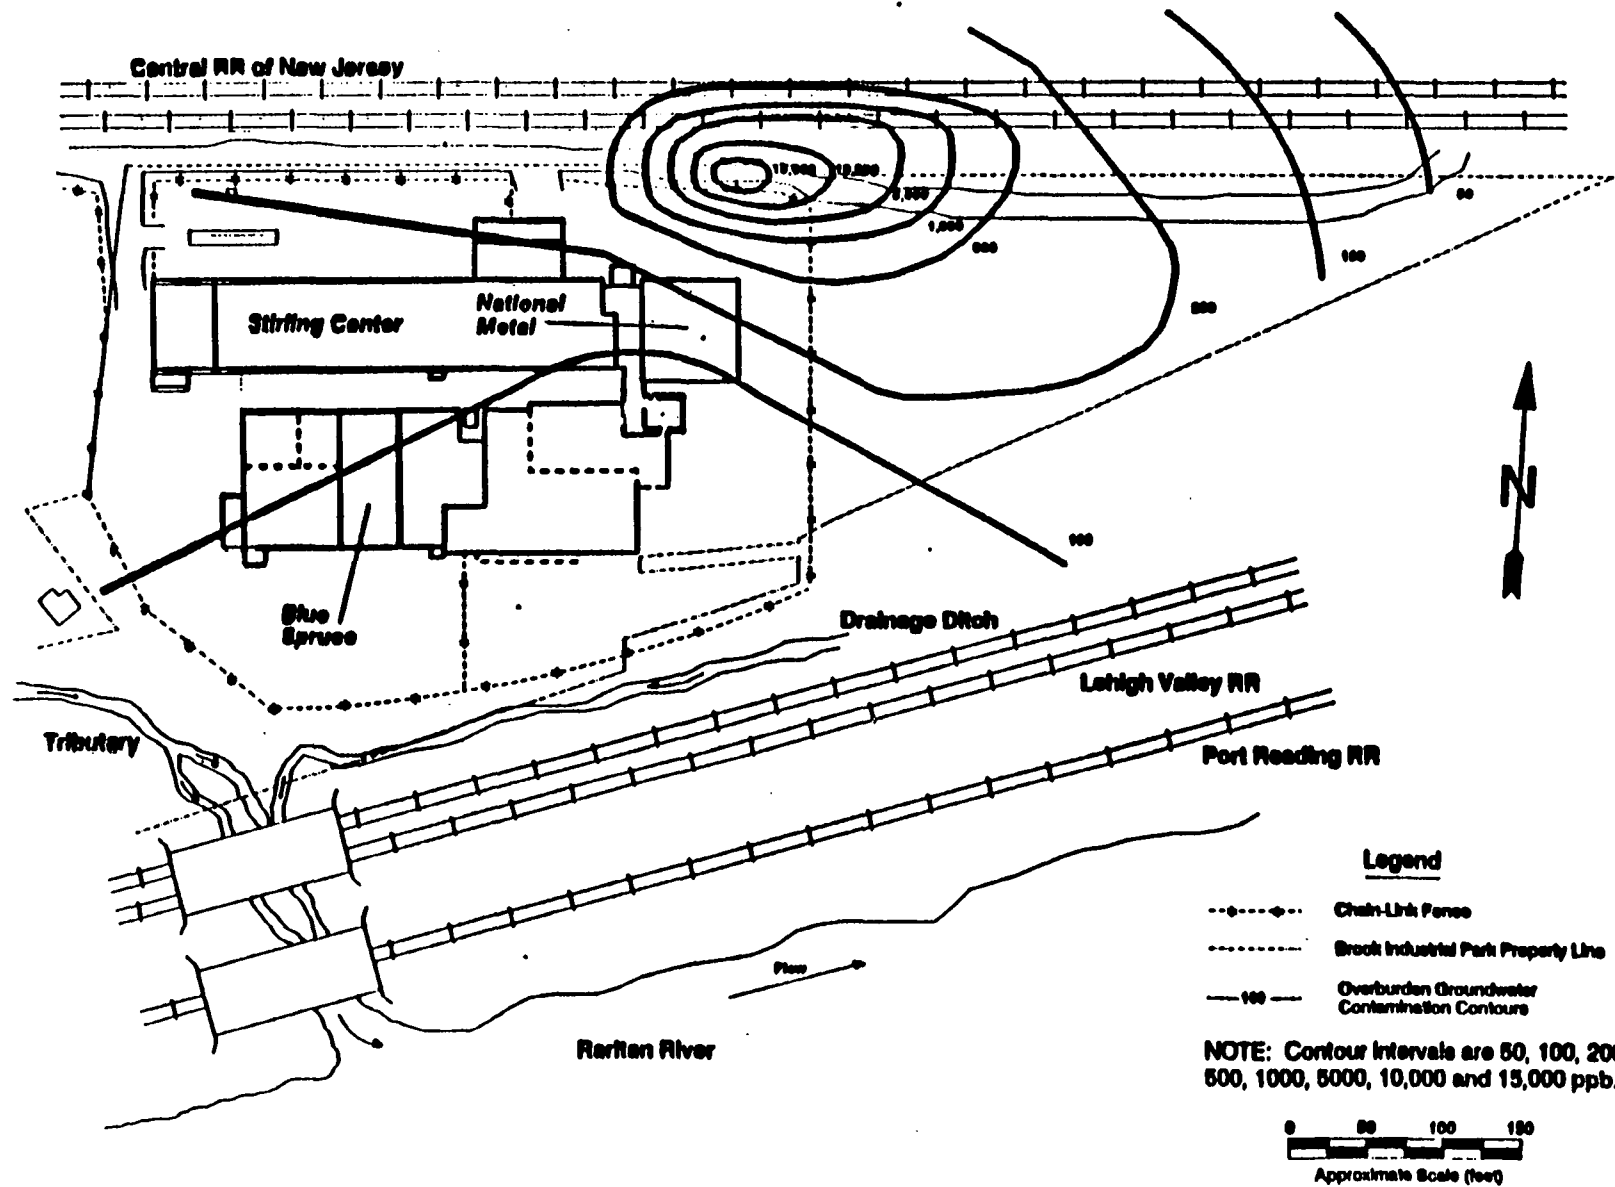 Central RR of New Jersey
15,000
10,000
5,000
1,000
500
50
100
200
Stirling Center
National
Metal
N
100
Blue
Spruce
Drainage Ditch
Lehigh Valley RR
Tributary
Port Reading RR
Legend
Chain-Link Fence
Brook Industrial Park Property Line
100
Overburden Groundwater
Contamination Contours
Flow
Raritan River
NOTE: Contour intervals are 50, 100, 200
500, 1000, 5000, 10,000 and 15,000 ppb.
0 50 100 150
Approximate Scale (feet)